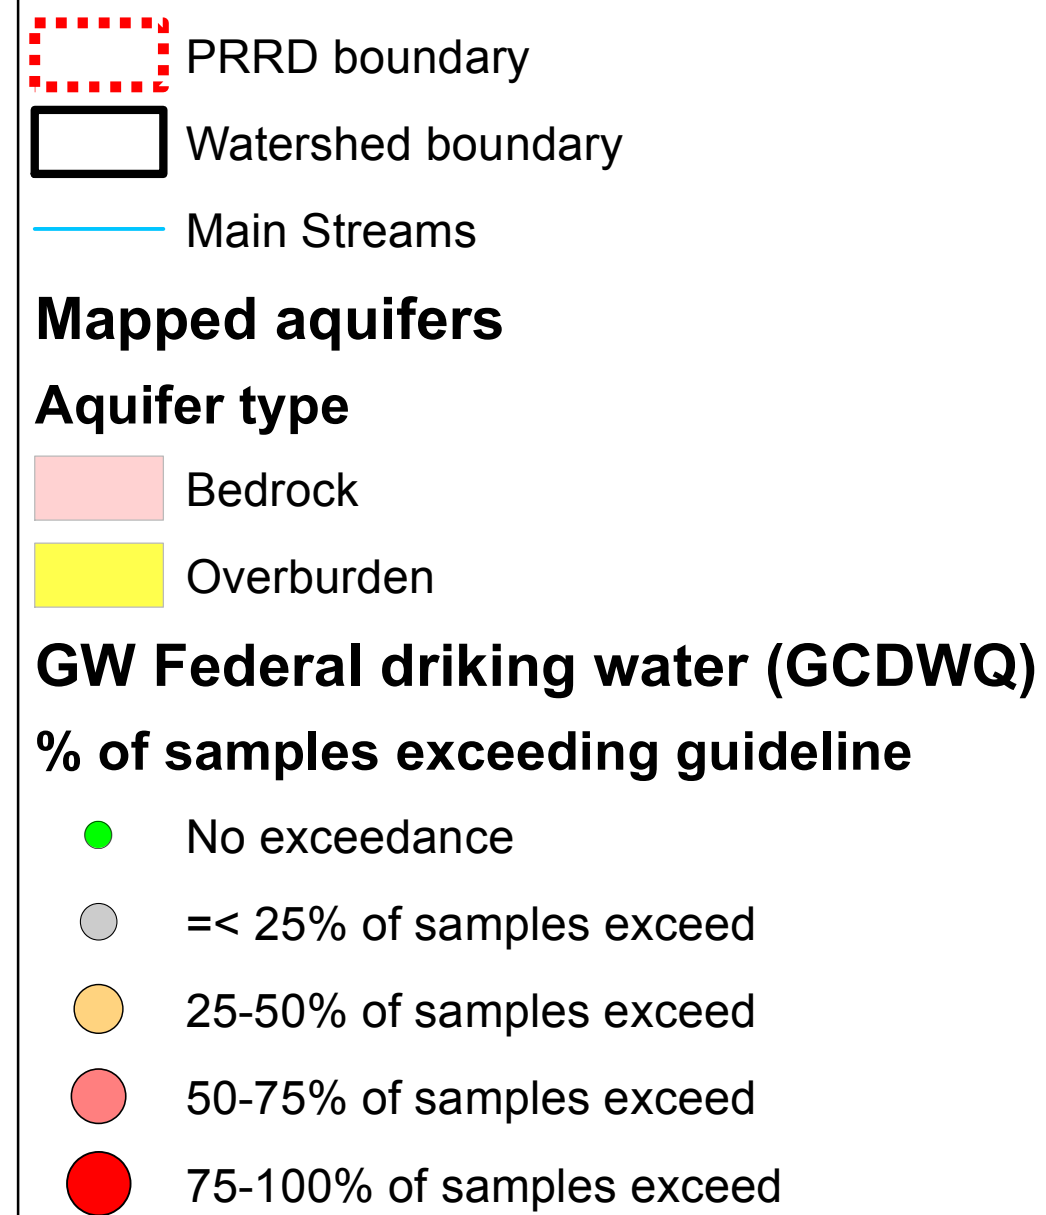 PRRD boundary
Watershed boundary
Main Streams
Mapped aquifers
Aquifer type
Bedrock
Overburden
GW Federal driking water (GCDWQ)
% of samples exceeding guideline
No exceedance
=< 25% of samples exceed
25-50% of samples exceed
50-75% of samples exceed
75-100% of samples exceed